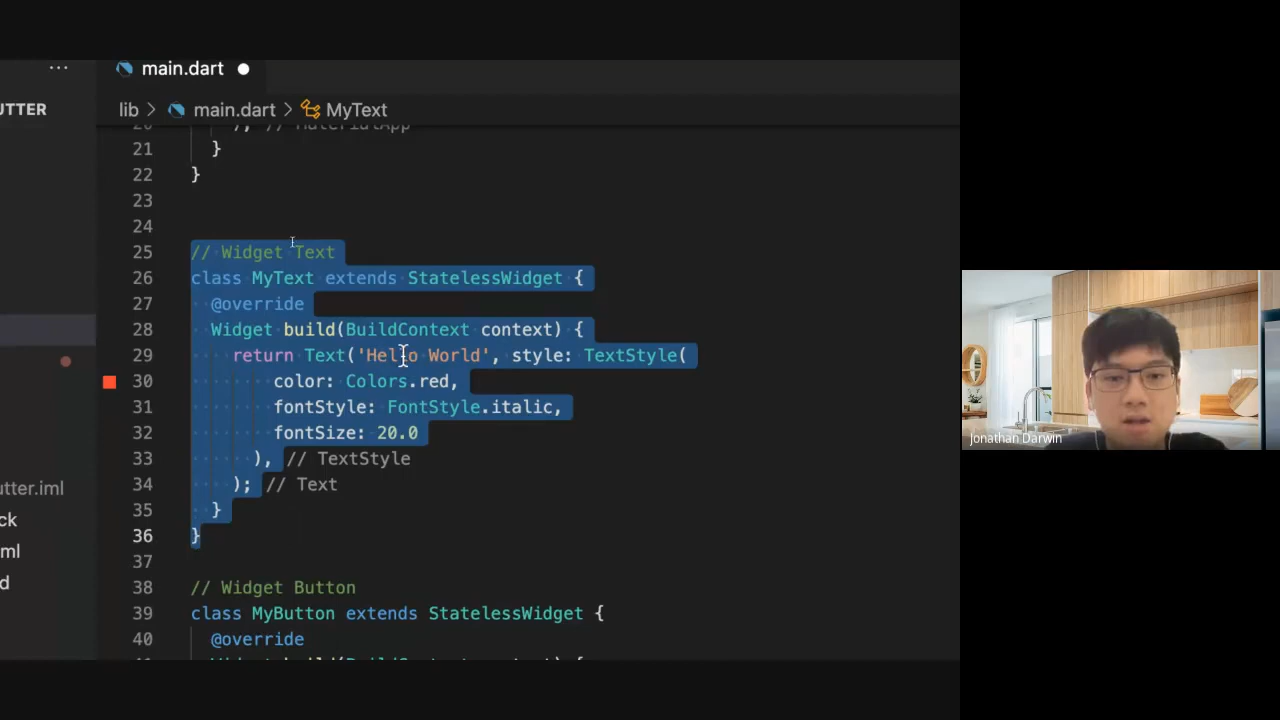 ... main.dart
UTTER lib > main.dart > MyText
20 ); // MaterialApp
21 }
22 }
23
24
25 // Widget Text
26 class MyText extends StatelessWidget {
27 @override
28 Widget build(BuildContext context) {
29 return Text('Hello World', style: TextStyle(
30 color: Colors.red,
31 fontStyle: FontStyle.italic,
32 fontSize: 20.0
33 ), // TextStyle
34 ); // Text
35 }
36 }
37
38 // Widget Button
39 class MyButton extends StatelessWidget {
40 @override
utter.iml
ck
ml
d
Jonathan Darwin